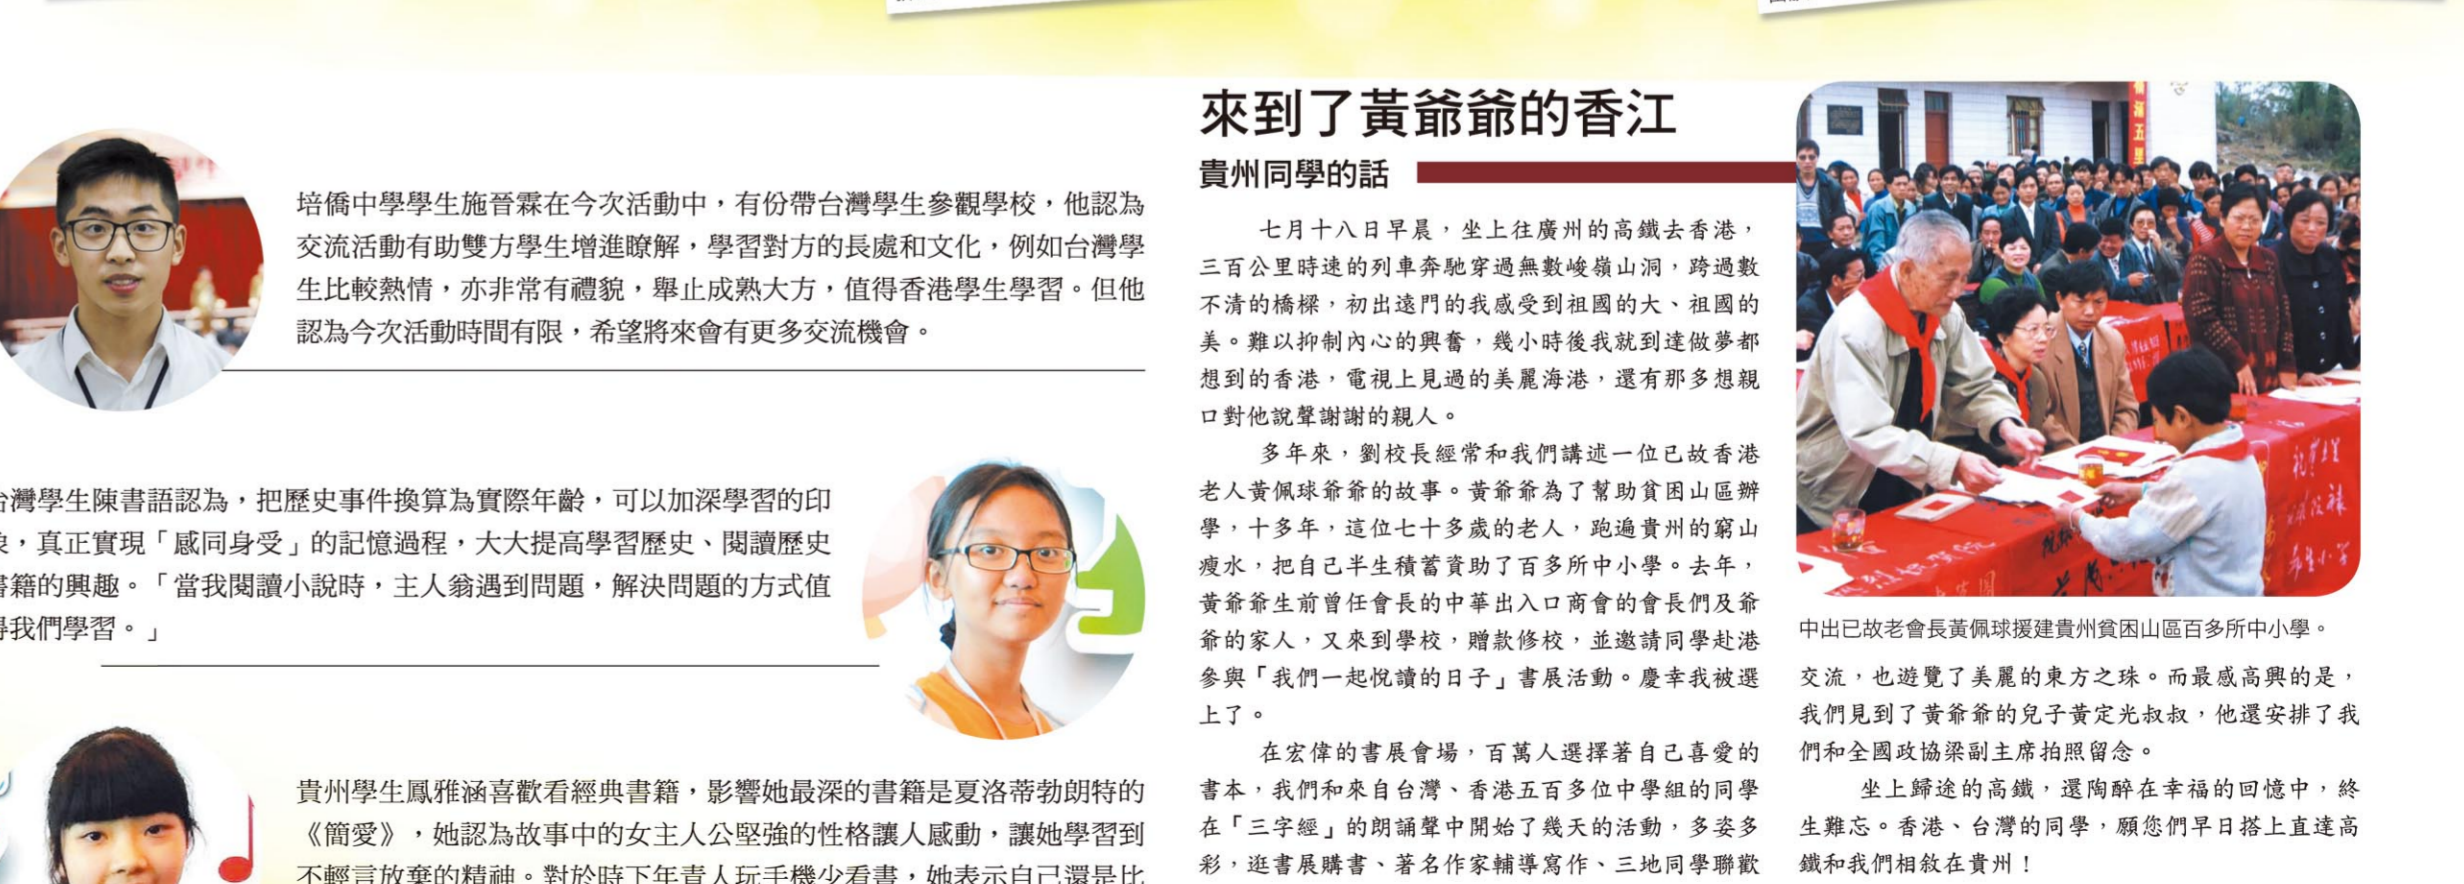 培僑中學學生施晉霖在今次活動中，有份帶台灣學生參觀學校，他認為
交流活動有助雙方學生增進瞭解，學習對方的長處和文化，例如台灣學
生比較熱情，亦非常有禮貌，舉止成熟大方，值得香港學生學習。但他
認為今次活動時間有限，希望將來會有更多交流機會。
台灣學生陳書語認為，把歷史事件換算為實際年齡，可以加深學習的印
象，真正實現「感同身受」的記憶過程，大大提高學習歷史、閱讀歷史
書籍的興趣。「當我閱讀小說時，主人翁遇到問題，解決問題的方式值
得我們學習。」
貴州學生鳳雅涵喜歡看經典書籍，影響她最深的書籍是夏洛蒂勃朗特的
《簡愛》，她認為故事中的女主人公堅強的性格讓人感動，讓她學習到
不輕言放棄的精神。對於時下年青人玩手機少看書，她表示自己還是比
來到了黃爺爺的香江
貴州同學的話
七月十八日早晨，坐上往廣州的高鐵去香港，
三百公里時速的列車奔馳穿過無數峻嶺山洞，跨過數
不清的橋樑，初出遠門的我感受到祖國的大、祖國的
美。難以抑制內心的興奮，幾小時後我就到達做夢都
想到的香港，電視上見過的美麗海港，還有那多想親
口對他說聲謝謝的親人。
多年來，劉校長經常和我們講述一位已故香港
老人黃佩球爺爺的故事。黃爺爺為了幫助貧困山區辦
學，十多年，這位七十多歲的老人，跑遍貴州的窮山
瘦水，把自己半生積蓄資助了百多所中小學。去年，
黃爺爺生前曾任會長的中華出入口商會的會長們及爺
爺的家人，又來到學校，贈款修校，並邀請同學赴港
參與「我們一起悅讀的日子」書展活動。慶幸我被選
上了。
在宏偉的書展會場，百萬人選擇著自己喜愛的
書本，我們和來自台灣、香港五百多位中學組的同學
在「三字經」的朗誦聲中開始了幾天的活動，多姿多
彩，逛書展購書、著名作家輔導寫作、三地同學聯歡
中出已故老會長黃佩球援建貴州貧困山區百多所中小學。
交流，也遊覽了美麗的東方之珠。而最感高興的是，
我們見到了黃爺爺的兒子黃定光叔叔，他還安排了我
們和全國政協梁副主席拍照留念。
坐上歸途的高鐵，還陶醉在幸福的回憶中，終
生難忘。香港、台灣的同學，願您們早日搭上直達高
鐵和我們相敘在貴州！